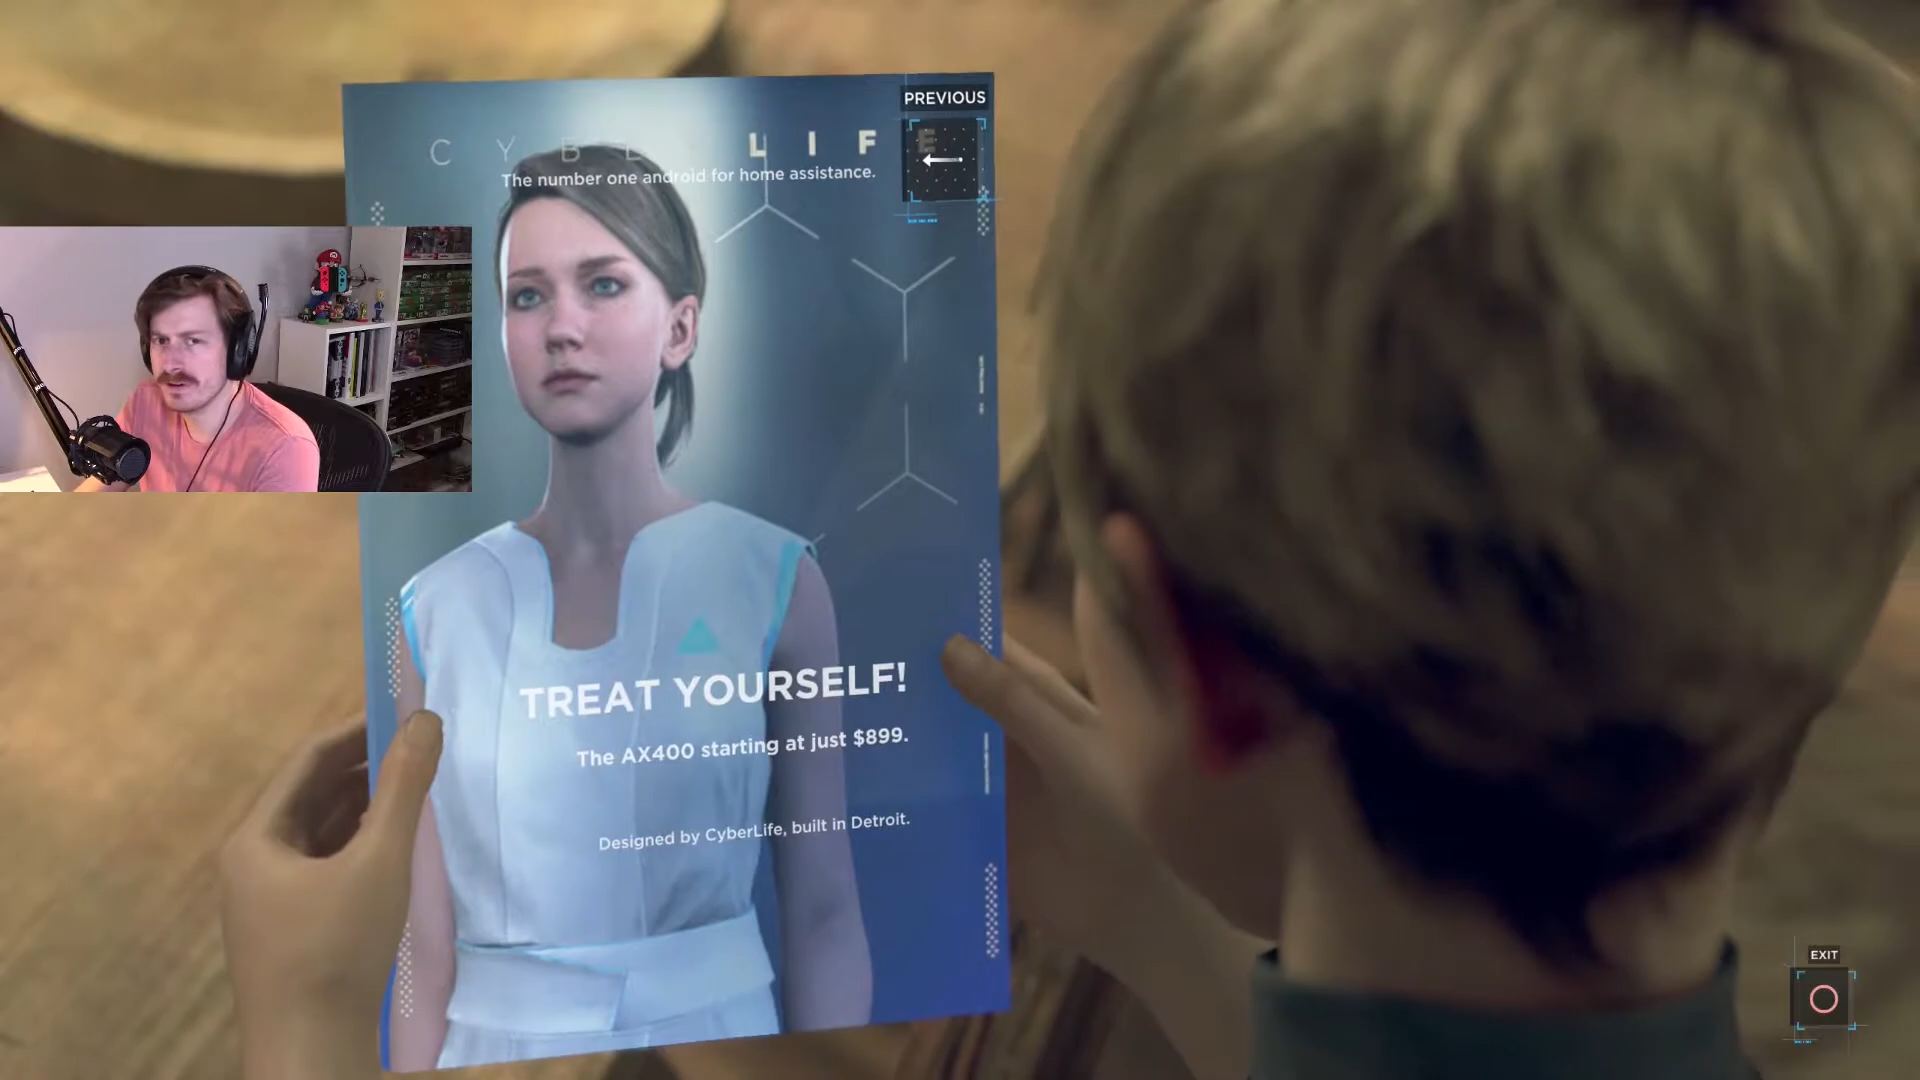 PREVIOUS
CYBERLIFE
The number one android for home assistance.
TREAT YOURSELF!
The AX400 starting at just $899.
Designed by CyberLife, built in Detroit.
EXIT